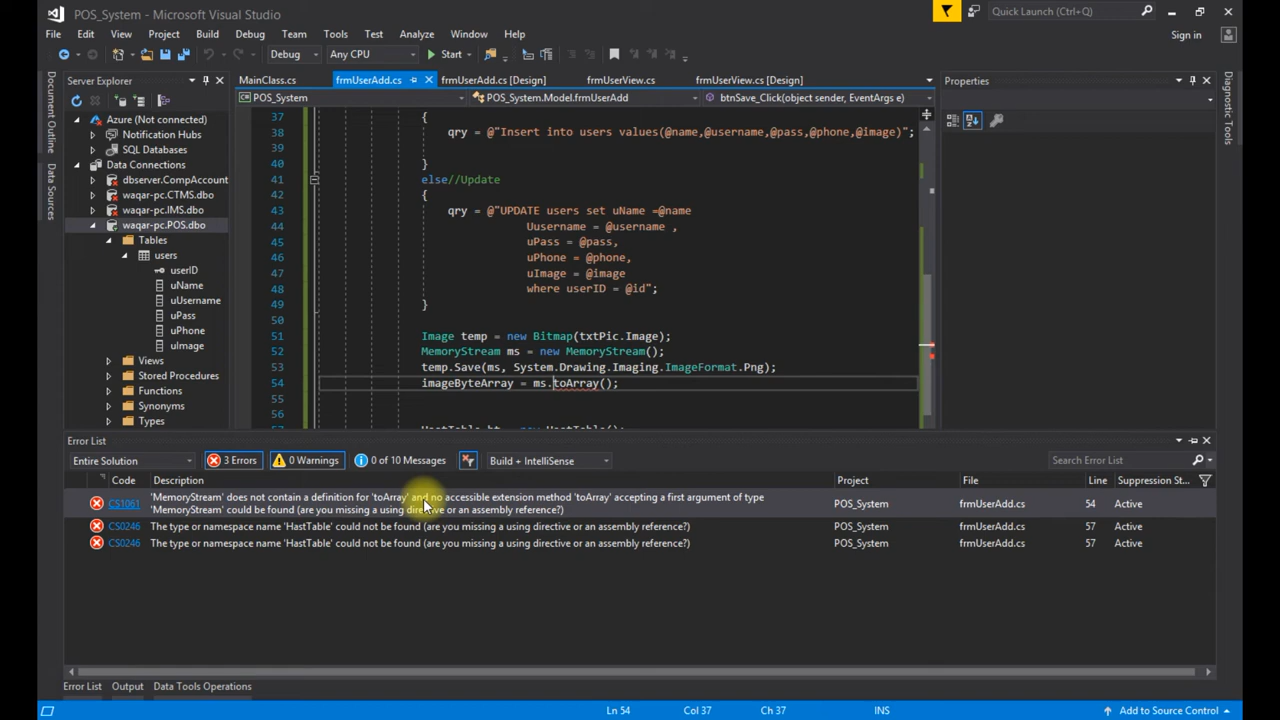 POS_System - Microsoft Visual Studio
Quick Launch (Ctrl+Q)
File Edit View Project Build Debug Team Tools Test Analyze Window Help
Sign in
Debug Any CPU Start
Document Outline
Data Sources
Server Explorer
Azure (Not connected)
Notification Hubs
SQL Databases
Data Connections
dbserver.CompAccount
waqar-pc.CTMS.dbo
waqar-pc.IMS.dbo
waqar-pc.POS.dbo
Tables
users
userID
uName
uUsername
uPass
uPhone
uImage
Views
Stored Procedures
Functions
Types
MainClass.cs frmUserAdd.cs frmUserAdd.cs [Design] frmUserView.cs frmUserView.cs [Design]
POS_System POS_System.Model.frmUserAdd btnSave_Click(object sender, EventArgs e)
37 {
38 qry = @"Insert into users values(@name,@username,@pass,@phone,@image)";
39
40 }
41 else//Update
42 {
43 qry = @"UPDATE users set uName =@name
44 Uusername = @username ,
45 uPass = @pass,
46 uPhone = @phone,
47 uImage = @image
48 where userID = @id";
49 }
50
51 Image temp = new Bitmap(txtPic.Image);
52 MemoryStream ms = new MemoryStream();
53 temp.Save(ms, System.Drawing.Imaging.ImageFormat.Png);
54 imageByteArray = ms.toArray();
55
56
57 HastTable ht = new HastTable();
Properties
Diagnostic Tools
Error List
Entire Solution 3 Errors 0 Warnings 0 of 10 Messages Build + IntelliSense Search Error List
Code Description Project File Line Suppression St...
CS1061 'MemoryStream' does not contain a definition for 'toArray' and no accessible extension method 'toArray' accepting a first argument of type POS_System frmUserAdd.cs 54 Active
'MemoryStream' could be found (are you missing a using directive or an assembly reference?)
CS0246 The type or namespace name 'HastTable' could not be found (are you missing a using directive or an assembly reference?) POS_System frmUserAdd.cs 57 Active
CS0246 The type or namespace name 'HastTable' could not be found (are you missing a using directive or an assembly reference?) POS_System frmUserAdd.cs 57 Active
Error List Output Data Tools Operations
Ln 54 Col 37 Ch 37 INS Add to Source Control